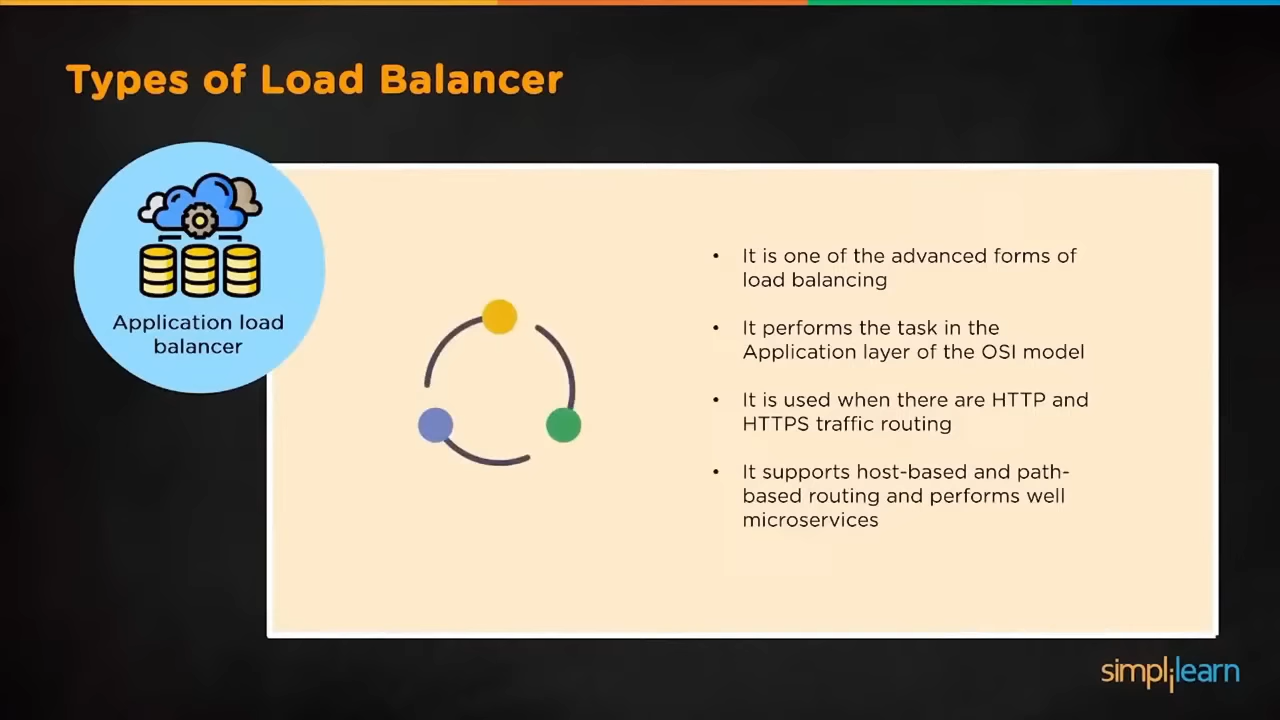 Types of Load Balancer
Application load
balancer
• It is one of the advanced forms of
load balancing
• It performs the task in the
Application layer of the OSI model
• It is used when there are HTTP and
HTTPS traffic routing
• It supports host-based and path-
based routing and performs well
microservices
simplilearn